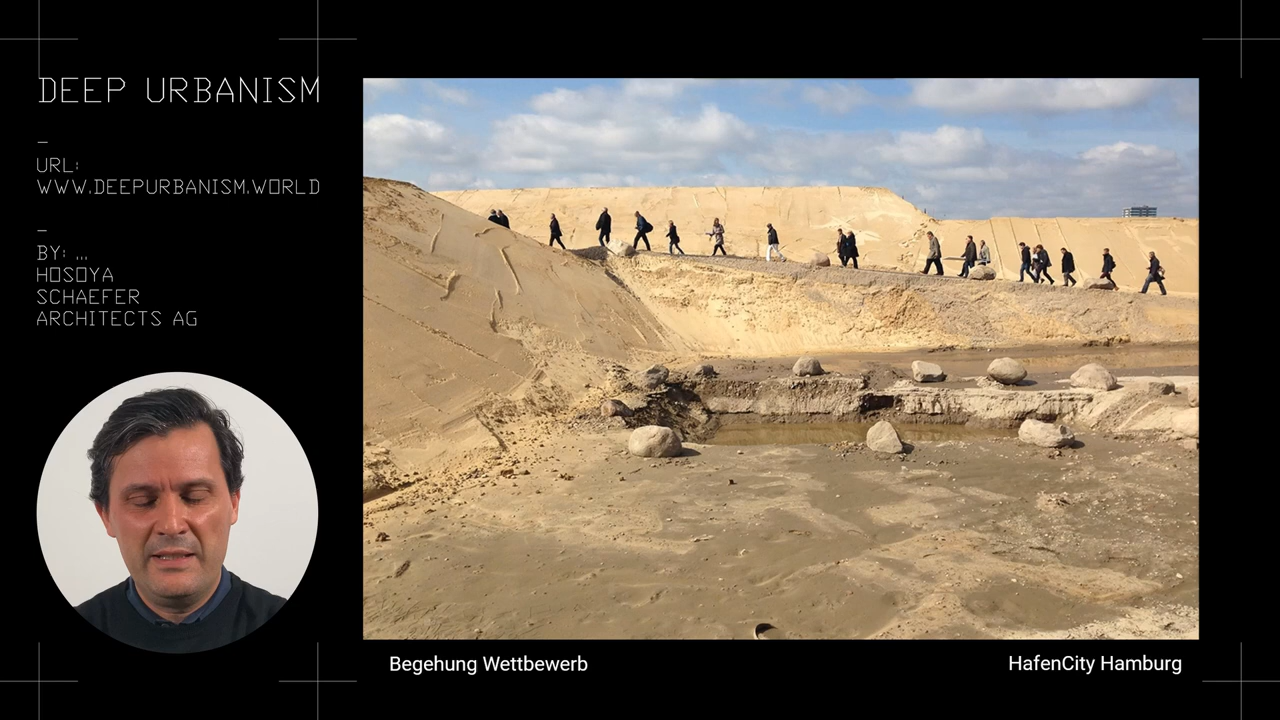 DEEP URBANISM
–
URL:
WWW.DEEPURBANISM.WORLD
–
BY: ...
HOSOYA
SCHAEFER
ARCHITECTS AG
Begehung Wettbewerb
HafenCity Hamburg